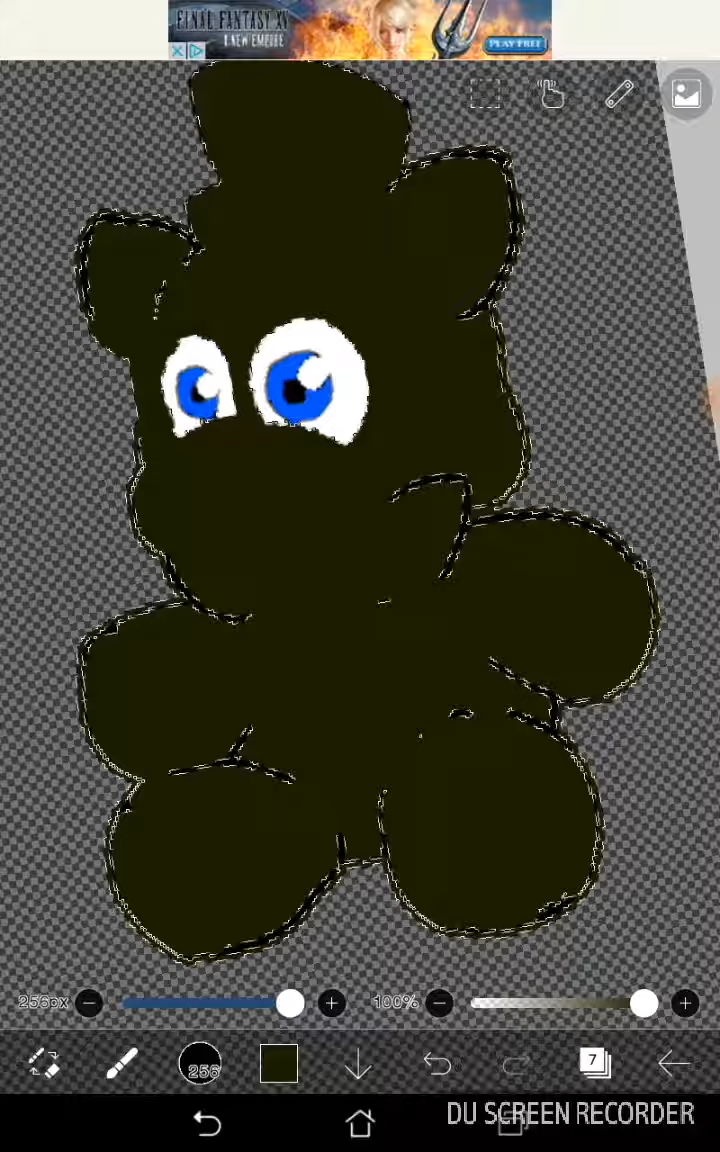 FINAL FANTASY XV
A NEW EMPIRE
PLAY FREE
256px
100%
256
7
DU SCREEN RECORDER